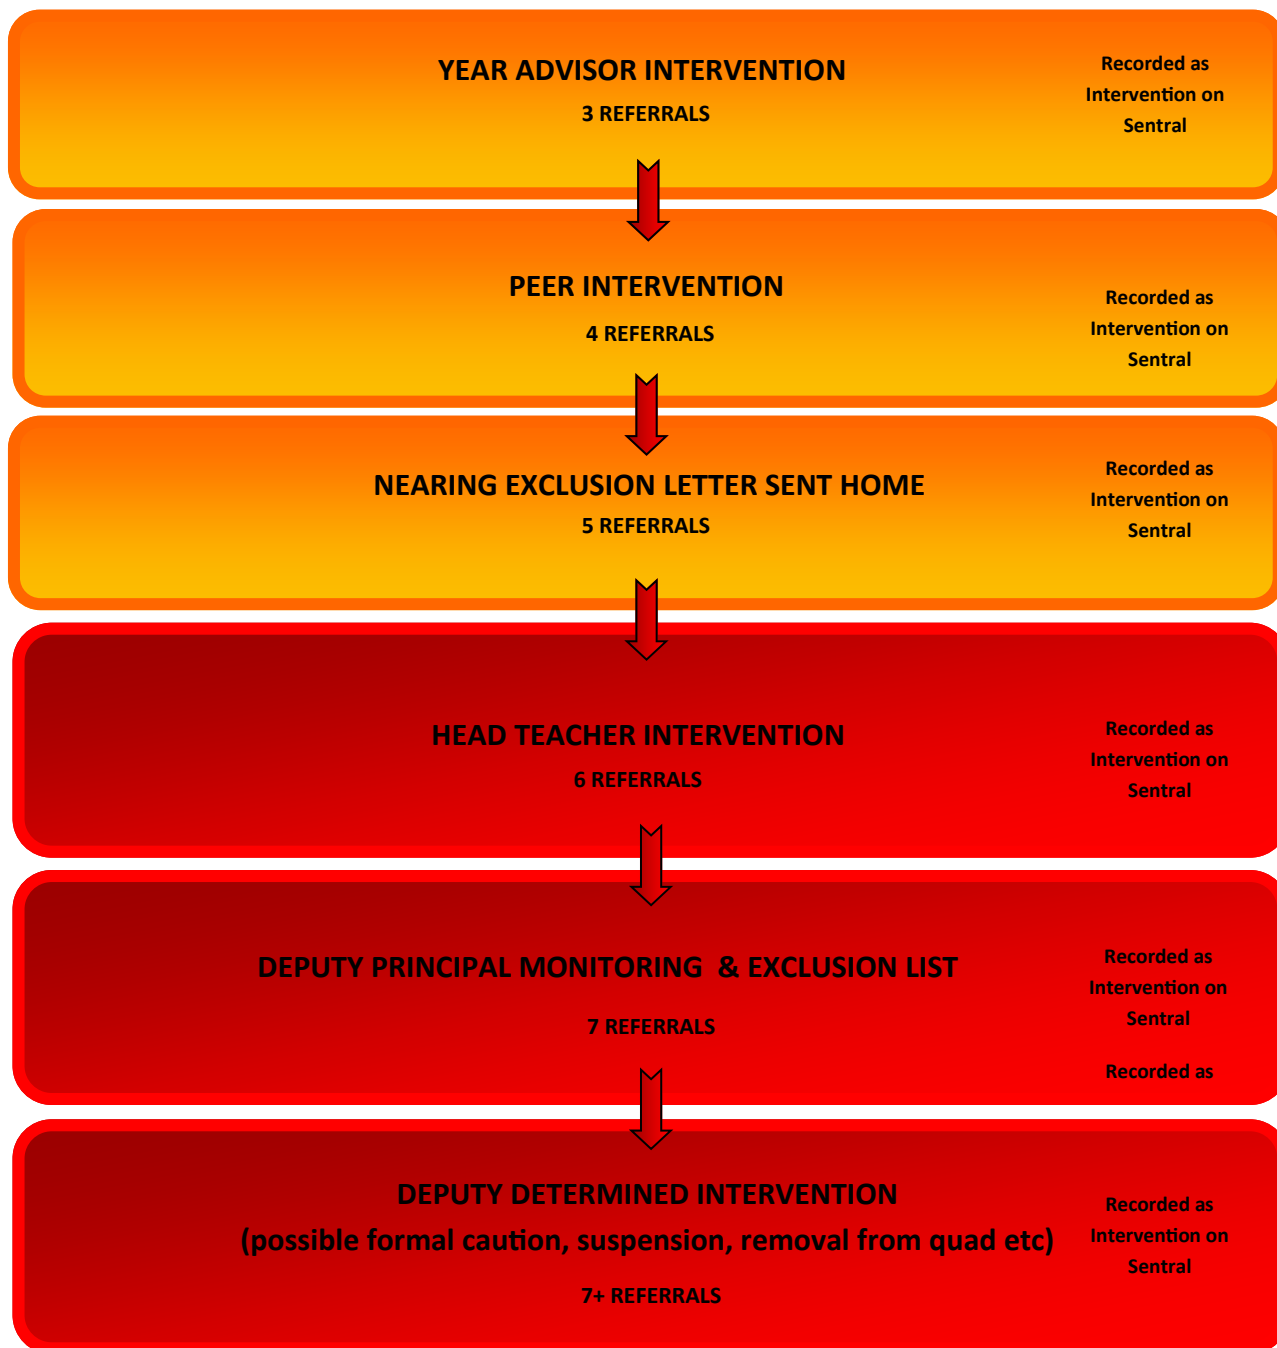 YEAR ADVISOR INTERVENTION
3 REFERRALS
Recorded as
Intervention on
Sentral
PEER INTERVENTION
4 REFERRALS
Recorded as
Intervention on
Sentral
NEARING EXCLUSION LETTER SENT HOME
5 REFERRALS
Recorded as
Intervention on
Sentral
HEAD TEACHER INTERVENTION
6 REFERRALS
Recorded as
Intervention on
Sentral
DEPUTY PRINCIPAL MONITORING & EXCLUSION LIST
7 REFERRALS
Recorded as
Intervention on
Sentral
Recorded as
DEPUTY DETERMINED INTERVENTION
(possible formal caution, suspension, removal from quad etc)
7+ REFERRALS
Recorded as
Intervention on
Sentral